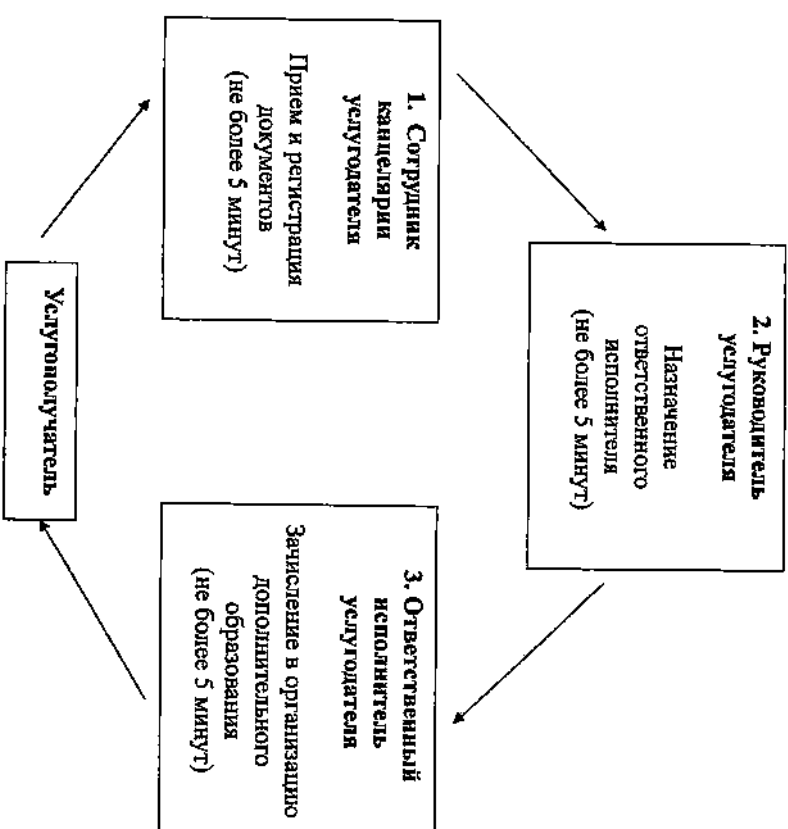 1. Сотрудник
канцелярии
услугодателя
Прием и регистрация
документов
(не более 5 минут)
2. Руководитель
услугодателя
Назначение
ответственного
исполнителя
(не более 5 минут)
3. Ответственный
исполнитель
услугодателя
Зачисление в организацию
дополнительного
образования
(не более 5 минут)
Услугополучатель